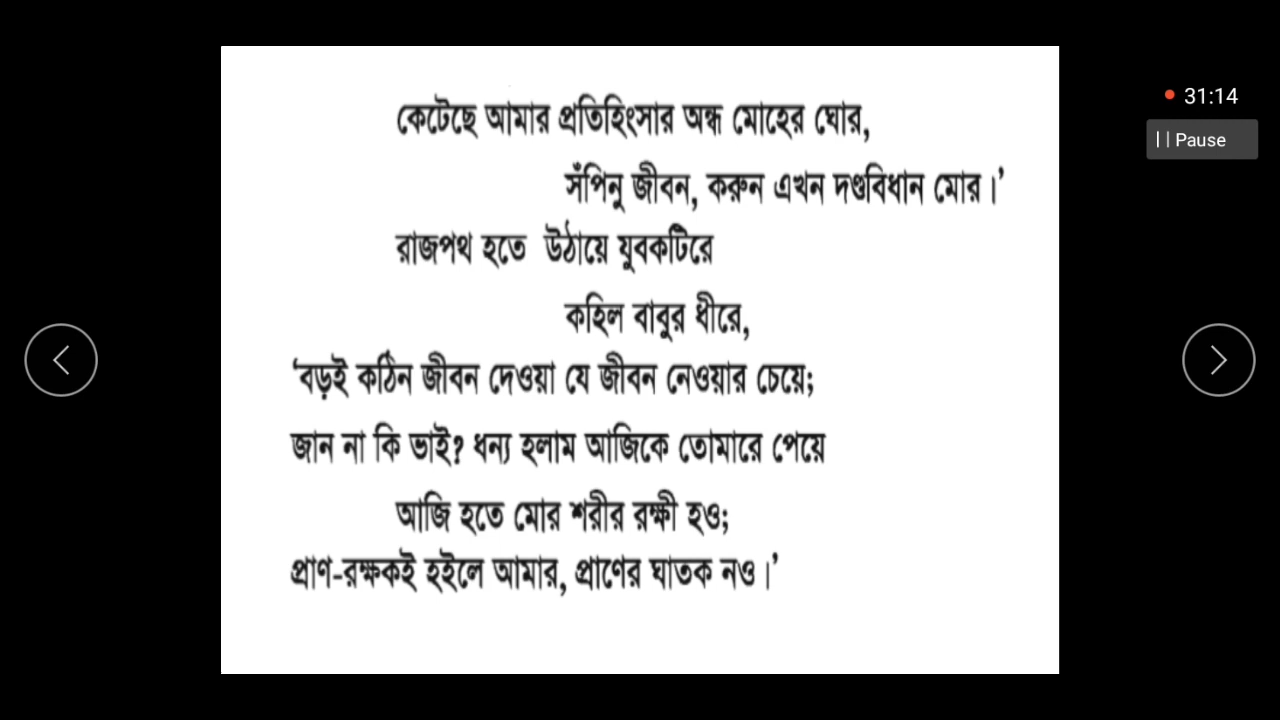 কেটেছে আমার প্রতিহিংসার অন্ধ মোহের ঘোর,
31:14
|| Pause
সঁপিনু জীবন, করুন এখন দণ্ডবিধান মোর।’
রাজপথ হতে উঠায়ে যুবকটিরে
কহিল বাবুর ধীরে,
‘বড়ই কঠিন জীবন দেওয়া যে জীবন নেওয়ার চেয়ে;
জান না কি ভাই? ধন্য হলাম আজিকে তোমারে পেয়ে
আজি হতে মোর শরীর রক্ষী হও;
প্রাণ-রক্ষকই হইলে আমার, প্রাণের ঘাতক নও।’